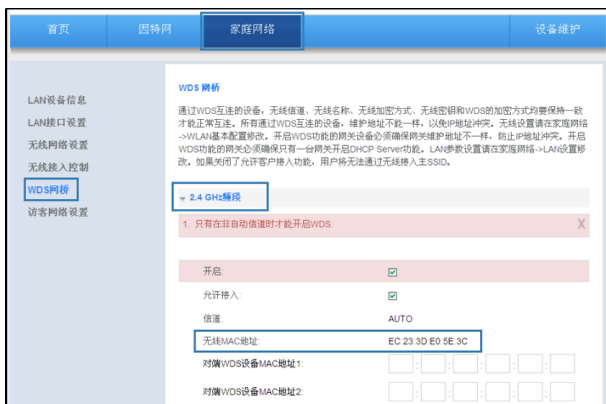 首页 因特网 家庭网络 设备维护
LAN设备信息
LAN接口设置
无线网络设置
无线接入控制
WDS网桥
访客网络设置
WDS 网桥
通过WDS互连的设备，无线信道、无线名称、无线加密方式、无线密钥和WDS的加密方式均要保持一致
才能正常互连。所有通过WDS互连的设备，维护地址不能一样，以免IP地址冲突。无线设置请在家庭网络
->WLAN基本配置修改。开启WDS功能的网关设备必须确保网关维护地址不一样，防止IP地址冲突。开启
WDS功能的网关必须确保只有一台网关开启DHCP Server功能。LAN参数设置请在家庭网络->LAN设置修
改。如果关闭了允许客户接入功能，用户将无法通过无线接入主SSID。
2.4 GHz频段
1. 只有在非自动信道时才能开启WDS. X
开启:
允许接入:
信道: AUTO
无线MAC地址: EC:23:3D:E0:5E:3C
对端WDS设备MAC地址1: : : : : :
对端WDS设备MAC地址2: : : : : :